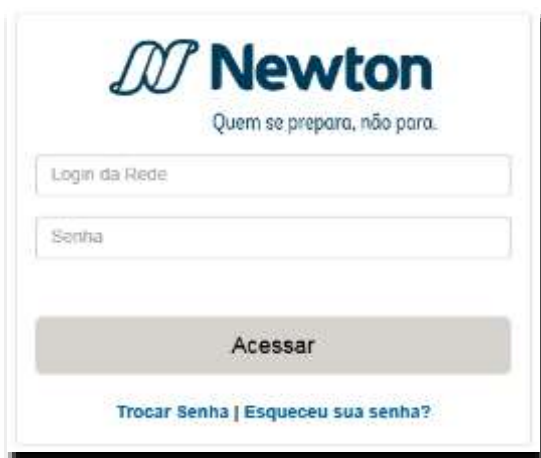 Newton
Quem se prepara, não para.
Login da Rede
Senha
Acessar
Trocar Senha | Esqueceu sua senha?